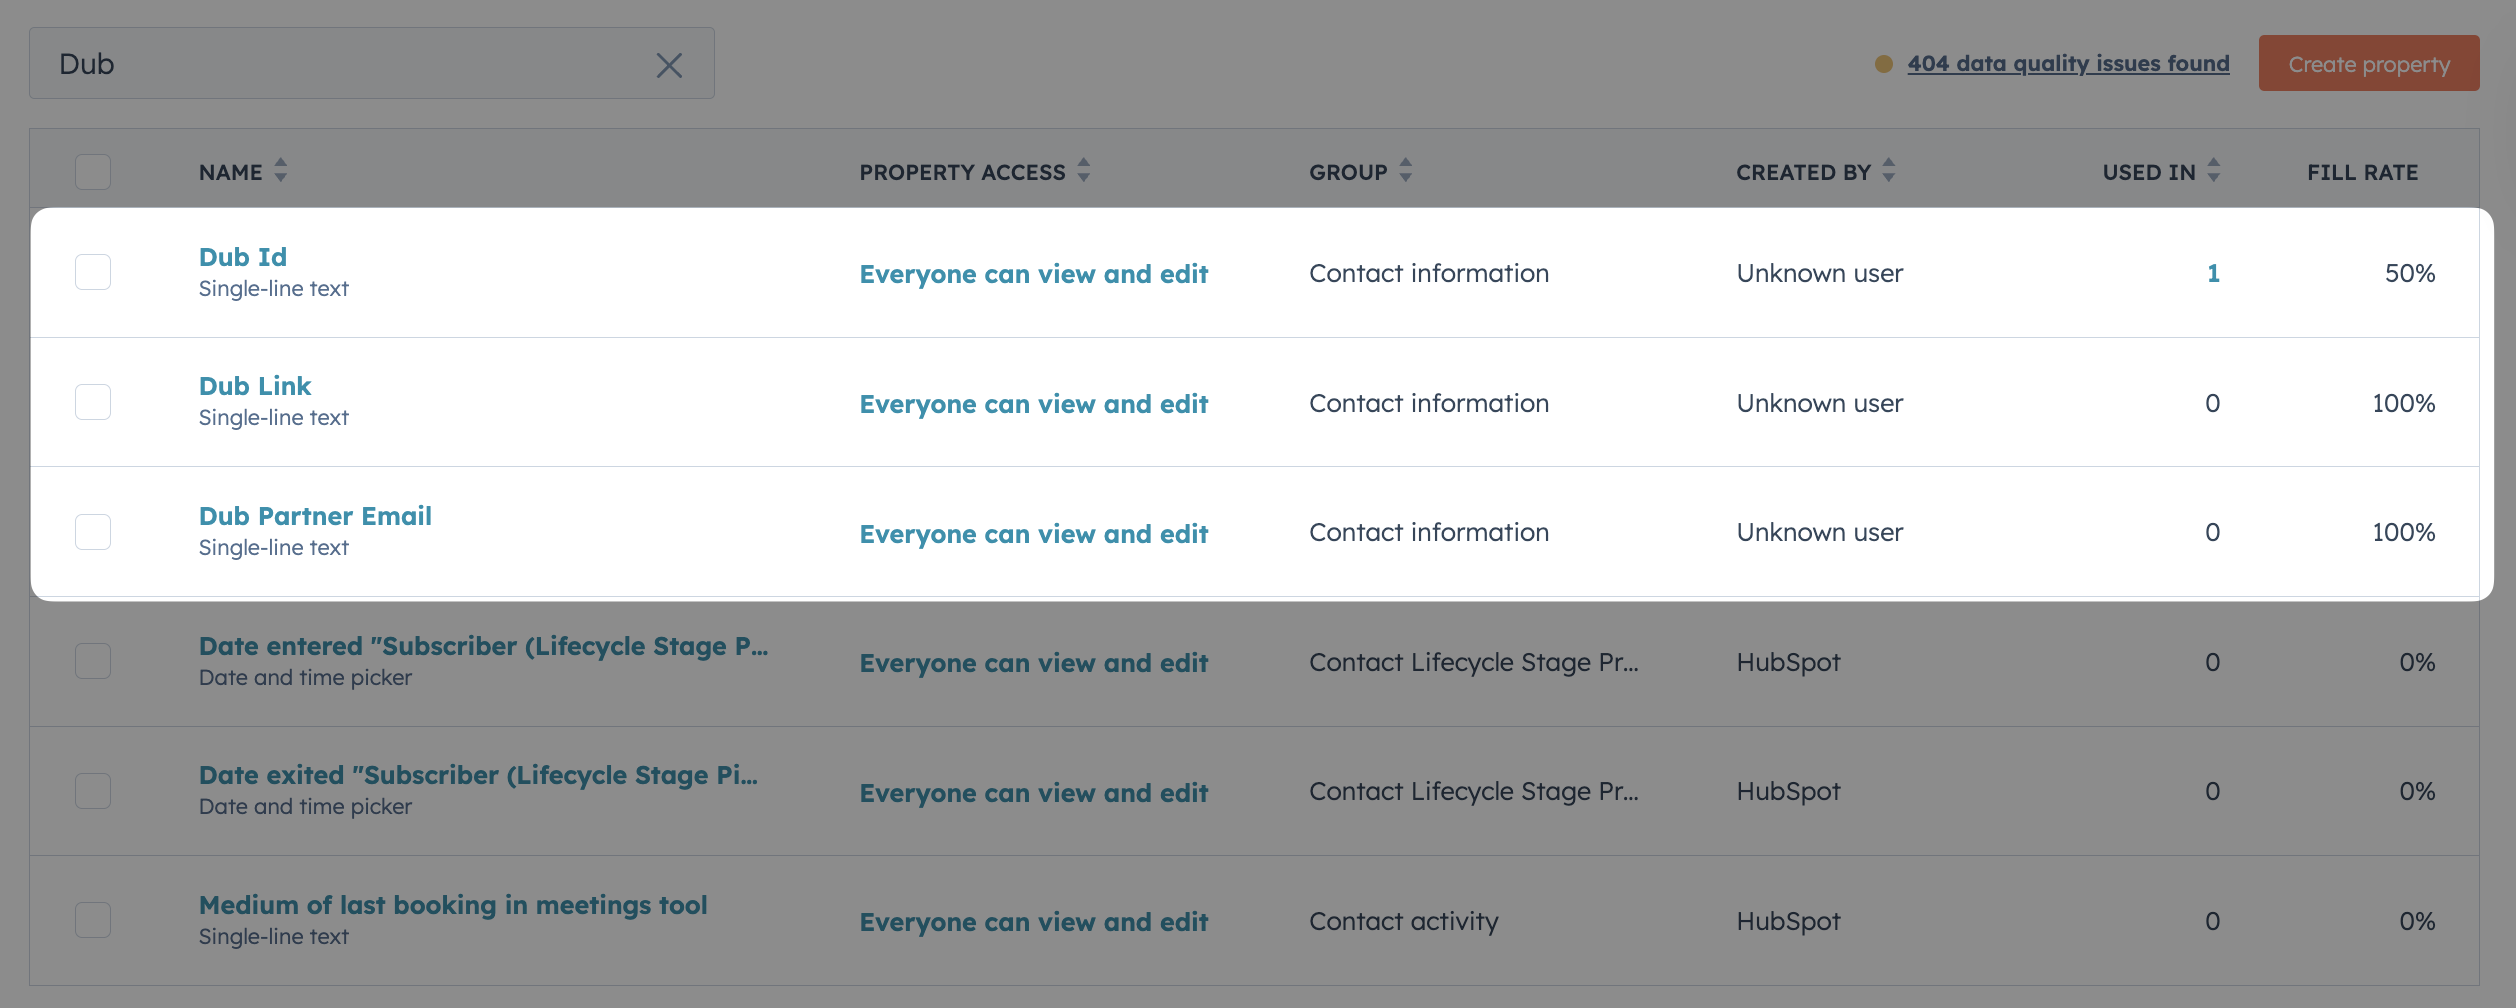 Dub
404 data quality issues found
Create property
NAME PROPERTY ACCESS GROUP CREATED BY USED IN FILL RATE
Dub Id
Single-line text
Everyone can view and edit Contact information Unknown user 1 50%
Dub Link
Single-line text
Everyone can view and edit Contact information Unknown user 0 100%
Dub Partner Email
Single-line text
Everyone can view and edit Contact information Unknown user 0 100%
Date entered "Subscriber (Lifecycle Stage P...
Date and time picker
Everyone can view and edit Contact Lifecycle Stage Pr... HubSpot 0 0%
Date exited "Subscriber (Lifecycle Stage Pi...
Date and time picker
Everyone can view and edit Contact Lifecycle Stage Pr... HubSpot 0 0%
Medium of last booking in meetings tool
Single-line text
Everyone can view and edit Contact activity HubSpot 0 0%